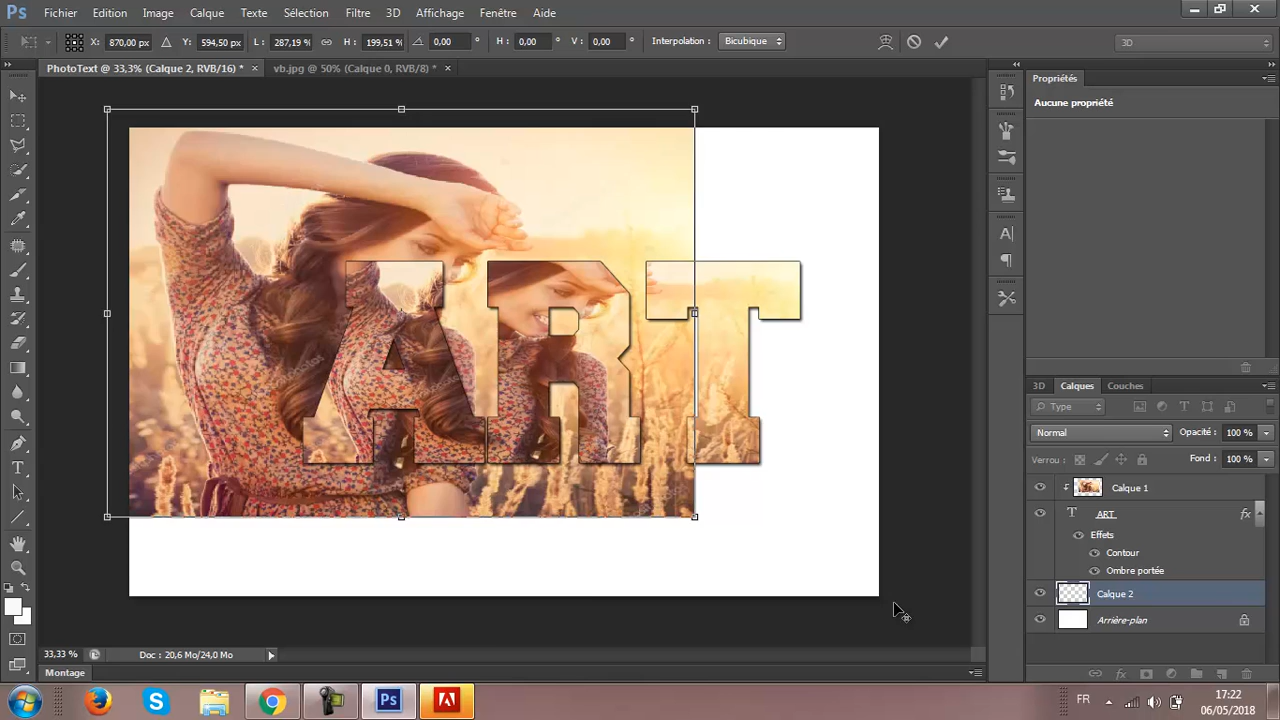 Ps Fichier Edition Image Calque Texte Sélection Filtre 3D Affichage Fenêtre Aide
X: 870,00 px Y: 594,50 px L: 287,19 % H: 199,51 % 0,00 ° H: 0,00 ° V: 0,00 ° Interpolation : Bicubique 3D
PhotoText @ 33,3% (Calque 2, RVB/16) * × vb.jpg @ 50% (Calque 0, RVB/8) * ×
Propriétés
Aucune propriété
ART
3D Calques Couches
Type
Normal Opacité : 100 %
Verrou : Fond : 100 %
Calque 1
T ART fx
Effets
Contour
Ombre portée
Calque 2
Arrière-plan
33,33 % Doc : 20,6 Mo/24,0 Mo
Montage
Ps
FR
17:22
06/05/2018